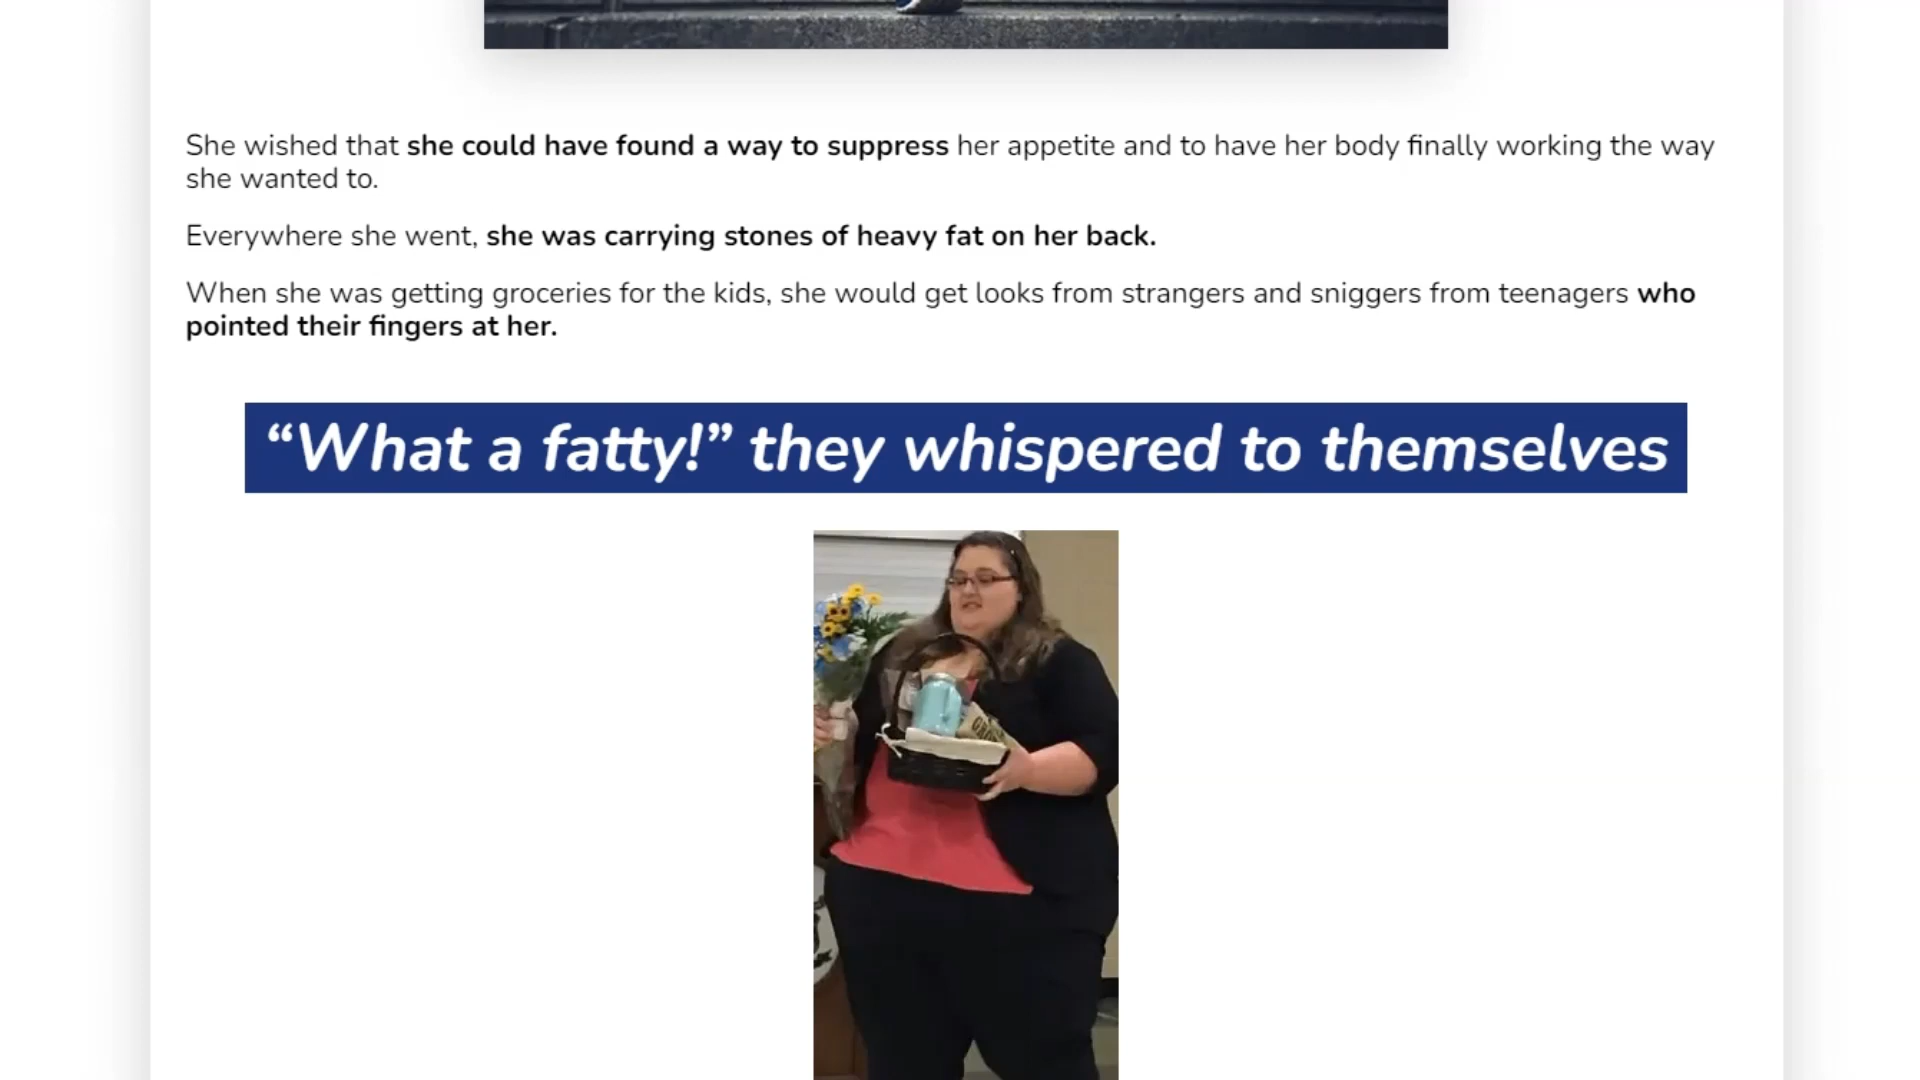 She wished that she could have found a way to suppress her appetite and to have her body finally working the way
she wanted to.
Everywhere she went, she was carrying stones of heavy fat on her back.
When she was getting groceries for the kids, she would get looks from strangers and sniggers from teenagers who
pointed their fingers at her.
“What a fatty!” they whispered to themselves